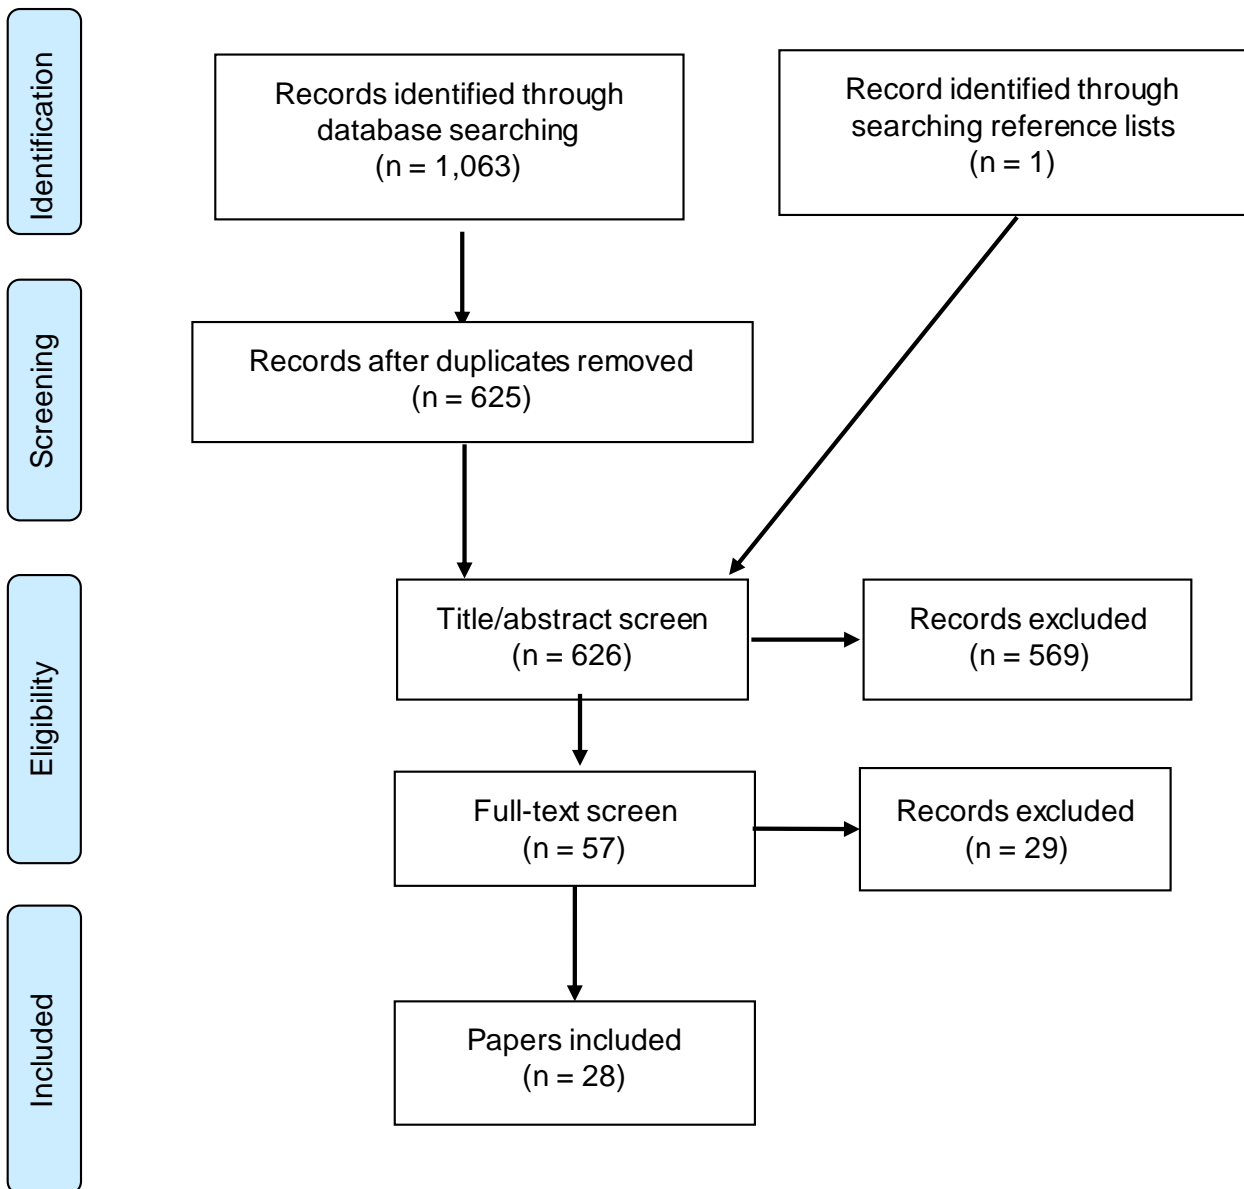 Identification
Records identified through
database searching
(n = 1,063)
Record identified through
searching reference lists
(n = 1)
Screening
Records after duplicates removed
(n = 625)
Eligibility
Title/abstract screen
(n = 626)
Records excluded
(n = 569)
Full-text screen
(n = 57)
Records excluded
(n = 29)
Included
Papers included
(n = 28)